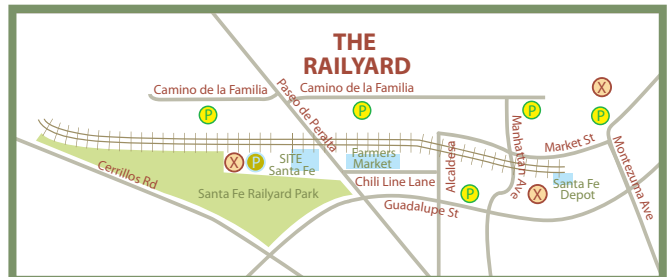 THE
RAILYARD
Camino de la Familia
Camino de la Familia
Paseo de Peralta
X
P
P
P
P
Market St
Manhattan Ave
Montezuma Ave
Alcaldesa
Farmers
Market
SITE
Santa Fe
X
P
Chili Line Lane
Cerrillos Rd
Santa Fe Railyard Park
Guadalupe St
P
X
Santa Fe
Depot